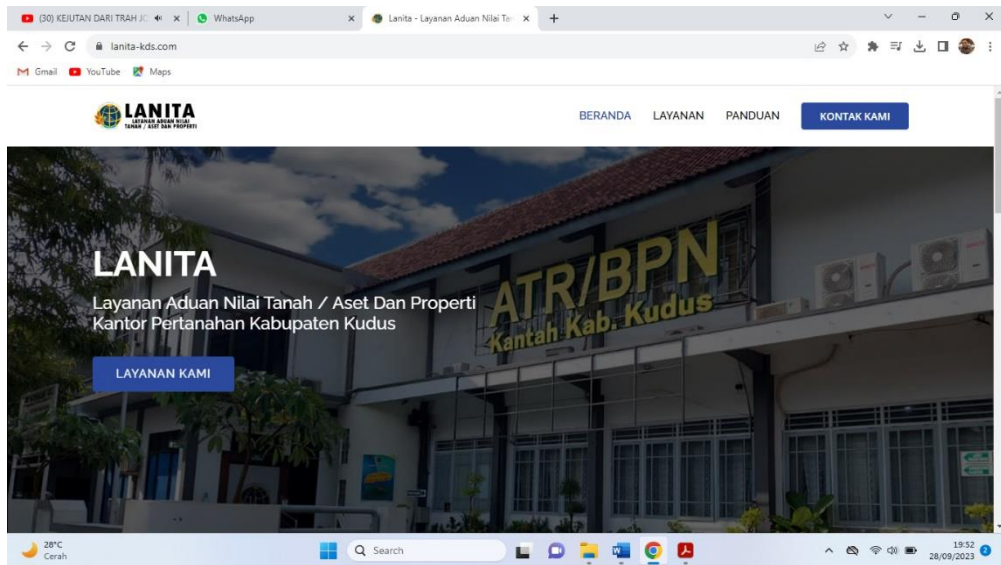 (30) KEJUTAN DARI TRAH JO
WhatsApp
Lanita - Layanan Aduan Nilai Tan
lanita-kds.com
Gmail
YouTube
Maps
LANITA
LAYANAN ADUAN NILAI
TANAH / ASET DAN PROPERTI
BERANDA
LAYANAN
PANDUAN
KONTAK KAMI
LANITA
Layanan Aduan Nilai Tanah / Aset Dan Properti
Kantor Pertanahan Kabupaten Kudus
LAYANAN KAMI
ATR/BPN
Kantah Kab. Kudus
28°C
Cerah
Search
19:52
28/09/2023
2